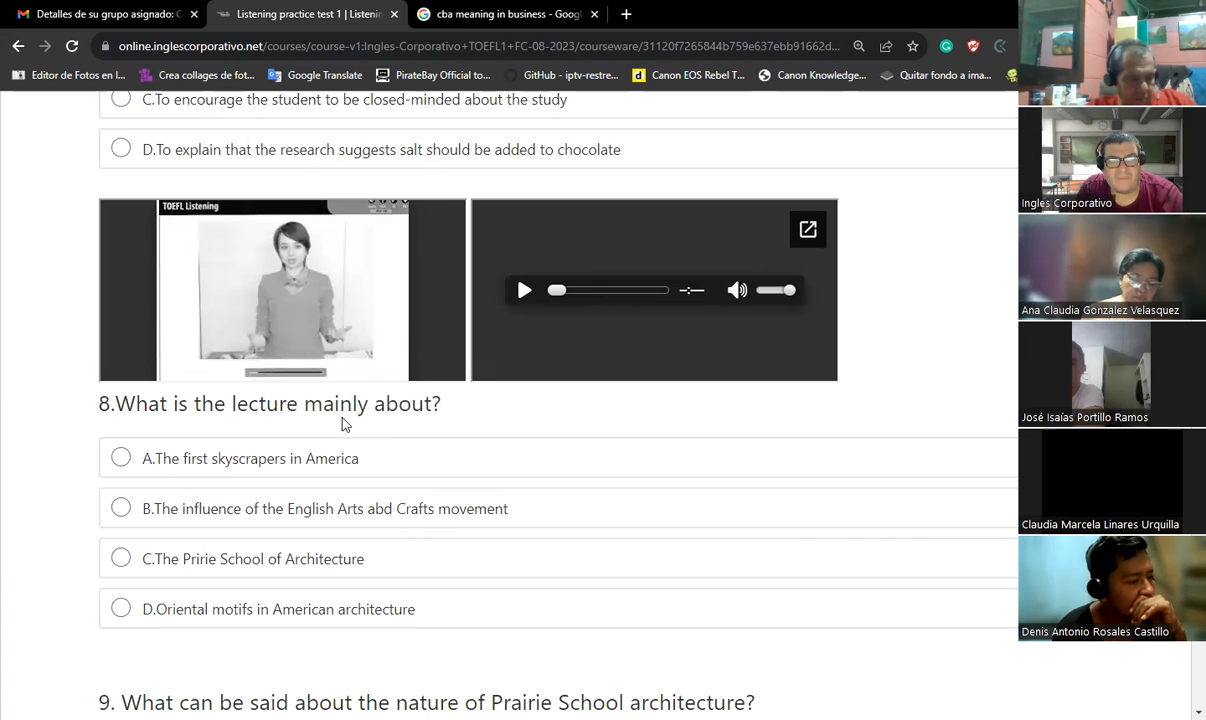 Detalles de su grupo asignado: C
Listening practice test 1 | Listenin
cba meaning in business - Goog
online.inglescorporativo.net/courses/course-v1:Ingles-Corporativo+TOEFL1+FC-08-2023/courseware/31120f7265844b759e637ebb91662d...
Editor de Fotos en l...
Crea collages de fot...
Google Translate
PirateBay Official to...
GitHub - iptv-restre...
Canon EOS Rebel T...
Canon Knowledge...
Quitar fondo a ima...
C.To encourage the student to be closed-minded about the study
D.To explain that the research suggests salt should be added to chocolate
TOEFL Listening
8.What is the lecture mainly about?
A.The first skyscrapers in America
B.The influence of the English Arts abd Crafts movement
C.The Pririe School of Architecture
D.Oriental motifs in American architecture
9. What can be said about the nature of Prairie School architecture?
Ingles Corporativo
Ana Claudia Gonzalez Velasquez
José Isaías Portillo Ramos
Claudia Marcela Linares Urquilla
Denis Antonio Rosales Castillo